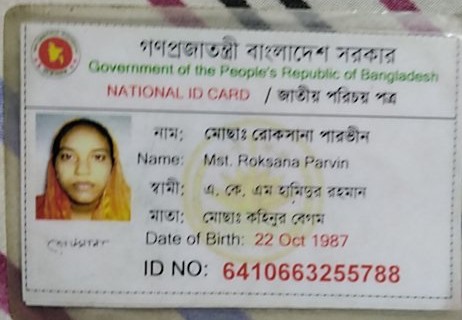 গণপ্রজাতন্ত্রী বাংলাদেশ সরকার
Government of the People's Republic of Bangladesh
NATIONAL ID CARD / জাতীয় পরিচয় পত্র
নাম: মোছাঃ রোকসানা পারভীন
Name: Mst. Roksana Parvin
স্বামী: এ. কে. এম হামিদুর রহমান
মাতা: মোছাঃ কহিনুর বেগম
Date of Birth: 22 Oct 1987
ID NO: 6410663255788